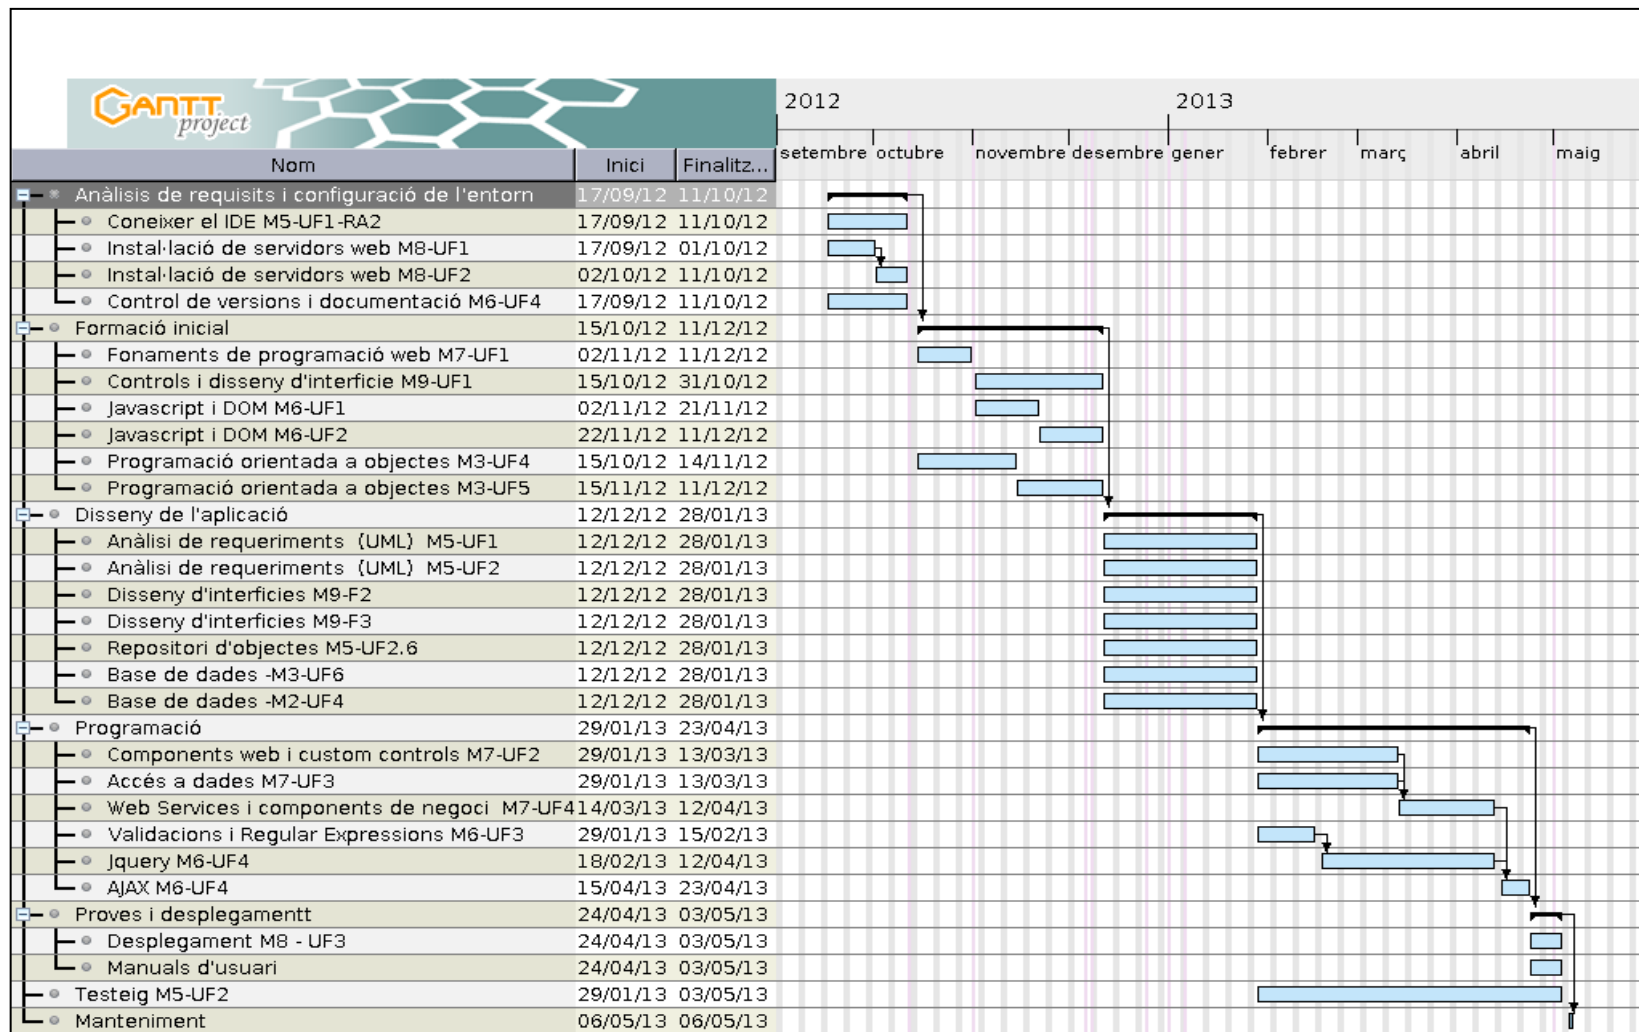 GANTT
project
2012 2013
Nom Inici Finalitz... setembre octubre novembre desembre gener febrer març abril maig
Anàlisis de requisits i configuració de l'entorn 17/09/12 11/10/12
Coneixer el IDE M5-UF1-RA2 17/09/12 11/10/12
Instal·lació de servidors web M8-UF1 17/09/12 01/10/12
Instal·lació de servidors web M8-UF2 02/10/12 11/10/12
Control de versions i documentació M6-UF4 17/09/12 11/10/12
Formació inicial 15/10/12 11/12/12
Fonaments de programació web M7-UF1 02/11/12 11/12/12
Controls i disseny d'interficie M9-UF1 15/10/12 31/10/12
Javascript i DOM M6-UF1 02/11/12 21/11/12
Javascript i DOM M6-UF2 22/11/12 11/12/12
Programació orientada a objectes M3-UF4 15/10/12 14/11/12
Programació orientada a objectes M3-UF5 15/11/12 11/12/12
Disseny de l'aplicació 12/12/12 28/01/13
Anàlisi de requeriments (UML) M5-UF1 12/12/12 28/01/13
Anàlisi de requeriments (UML) M5-UF2 12/12/12 28/01/13
Disseny d'interficies M9-F2 12/12/12 28/01/13
Disseny d'interficies M9-F3 12/12/12 28/01/13
Repositori d'objectes M5-UF2.6 12/12/12 28/01/13
Base de dades -M3-UF6 12/12/12 28/01/13
Base de dades -M2-UF4 12/12/12 28/01/13
Programació 29/01/13 23/04/13
Components web i custom controls M7-UF2 29/01/13 13/03/13
Accés a dades M7-UF3 29/01/13 13/03/13
Web Services i components de negoci M7-UF4 14/03/13 12/04/13
Validacions i Regular Expressions M6-UF3 29/01/13 15/02/13
Jquery M6-UF4 18/02/13 12/04/13
AJAX M6-UF4 15/04/13 23/04/13
Proves i desplegamentt 24/04/13 03/05/13
Desplegament M8 - UF3 24/04/13 03/05/13
Manuals d'usuari 24/04/13 03/05/13
Testeig M5-UF2 29/01/13 03/05/13
Manteniment 06/05/13 06/05/13